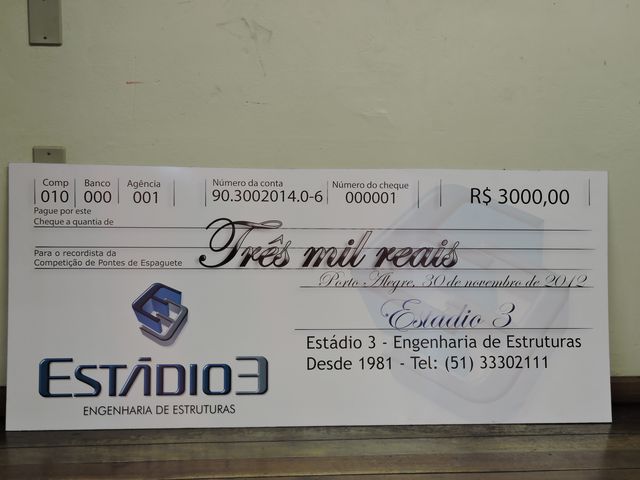 Comp Banco Agência Número da conta Número do cheque
010 000 001 90.3002014.0-6 000001 R$ 3000,00
Pague por este
Cheque a quantia de
Três mil reais
Para o recordista da
Competição de Pontes de Espaguete
Porto Alegre, 30 de novembro de 2012
Estadio 3
Estádio 3 - Engenharia de Estruturas
Desde 1981 - Tel: (51) 33302111
ESTÁDIO3
ENGENHARIA DE ESTRUTURAS